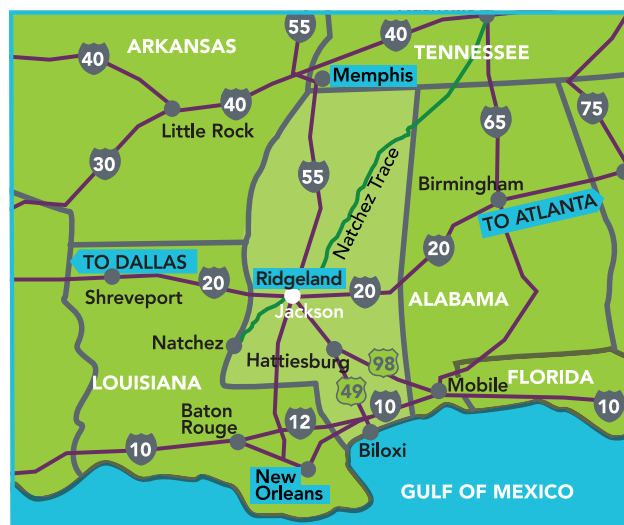 55
40
ARKANSAS
TENNESSEE
40
Memphis
40
75
Little Rock
65
30
55
Natchez Trace
Birmingham
TO ATLANTA
TO DALLAS
20
Ridgeland
20
20
Shreveport
Jackson
ALABAMA
Natchez
Hattiesburg
98
LOUISIANA
49
Mobile
FLORIDA
Baton
Rouge
12
10
10
10
Biloxi
New
Orleans
GULF OF MEXICO